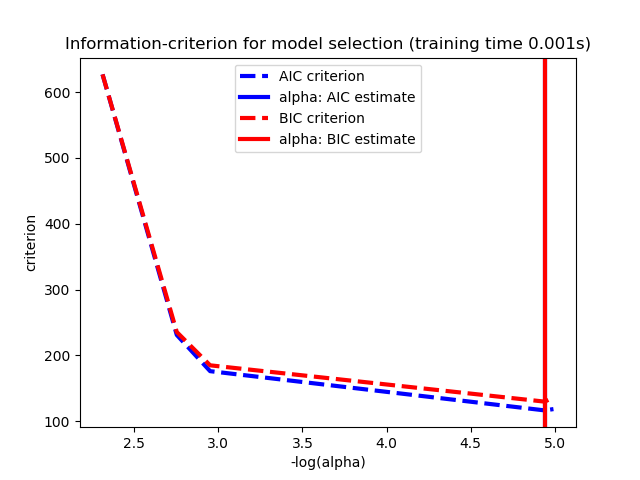 Information-criterion for model selection (training time 0.001s)
AIC criterion
alpha: AIC estimate
BIC criterion
alpha: BIC estimate
criterion
600
500
400
300
200
100
2.5 3.0 3.5 4.0 4.5 5.0
-log(alpha)